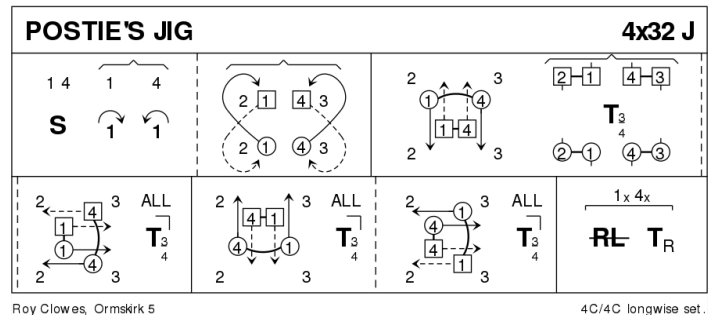 POSTIE'S JIG 4x32 J
1 4 1 4
S 1 1
2 1 4 3
2 1 4 3
2 3
1 4
1 4
2 3
2 1 4 3
T 3 4
2 1 4 3
2 4 3 ALL
1 T 3 4
1
2 4 3
2 3 ALL
4 1
4 1 T 3 4
2 3
2 1 3 ALL
4 T 3 4
4
2 1 3
1x 4x
RL TR
Roy Clowes, Ormskirk 5 4C/4C longwise set.